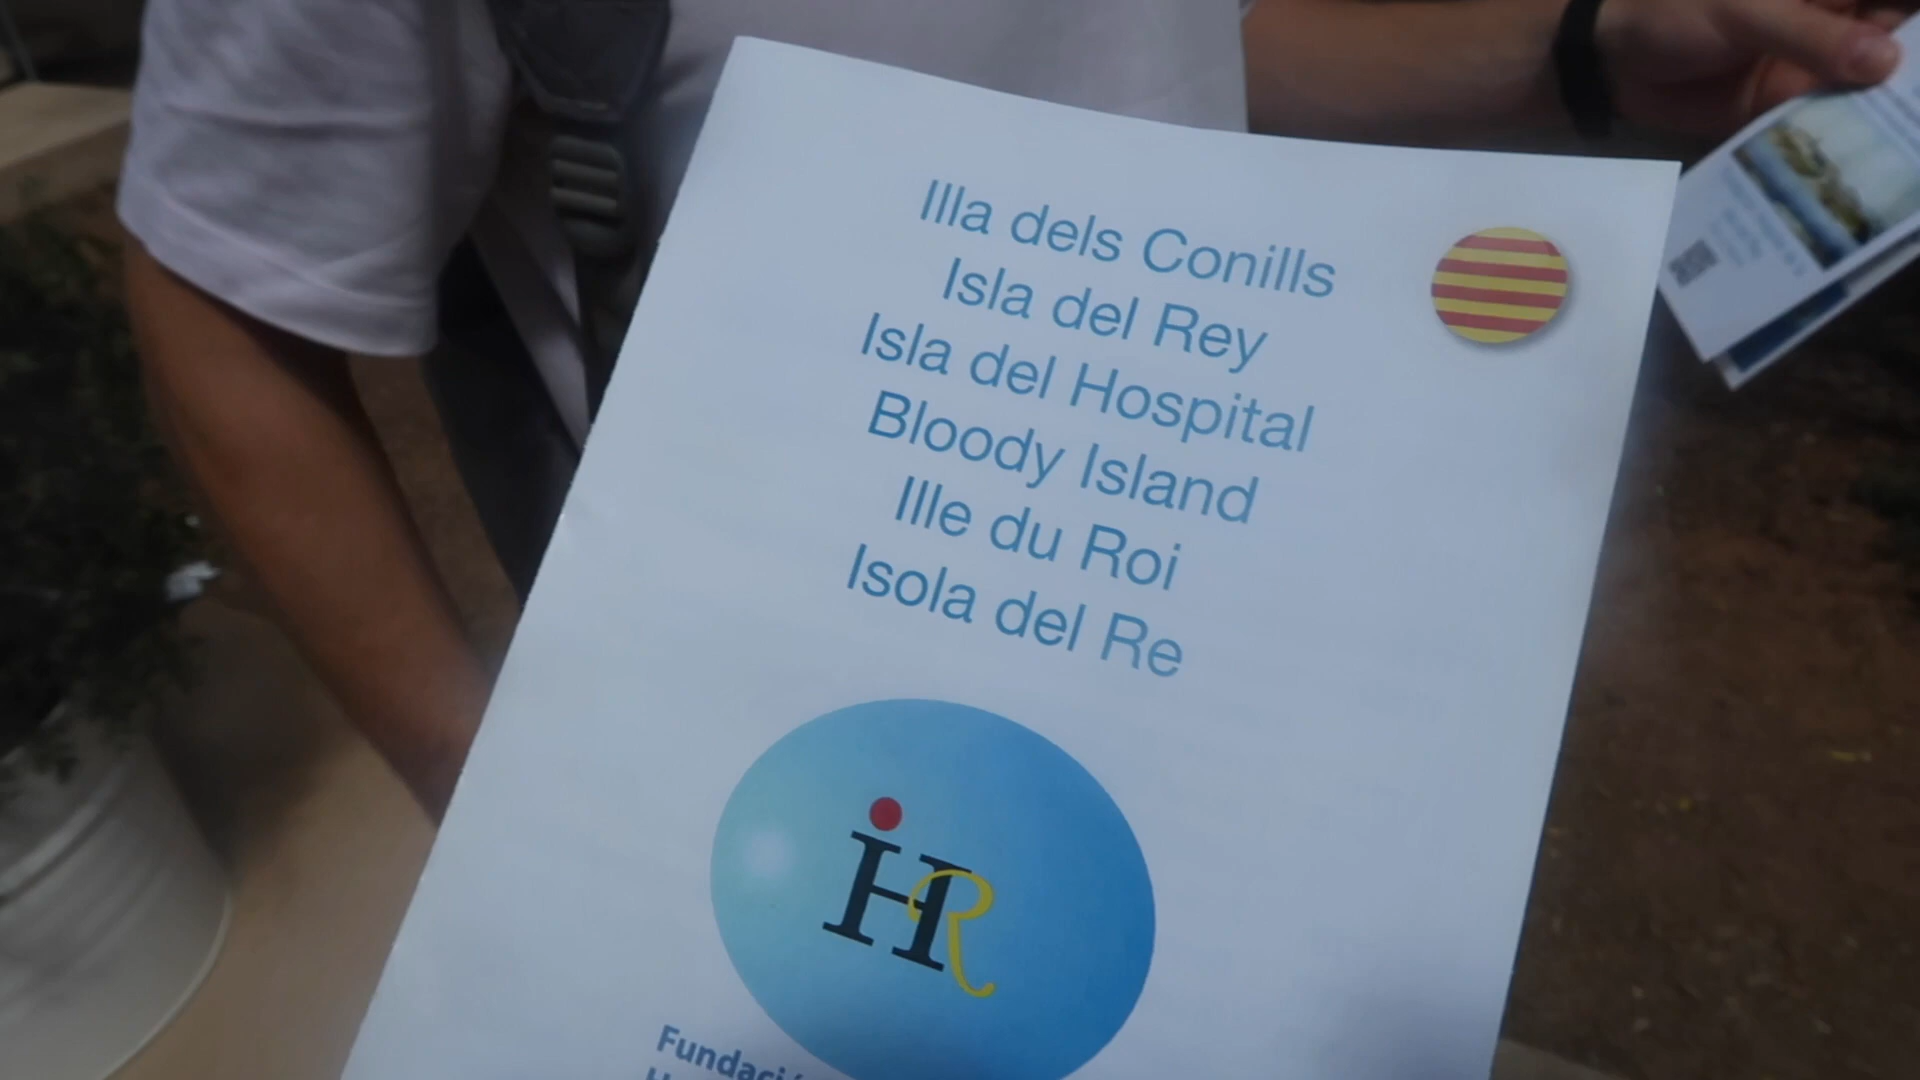 Illa dels Conills
Isla del Rey
Isla del Hospital
Bloody Island
Ille du Roi
Isola del Re
HR